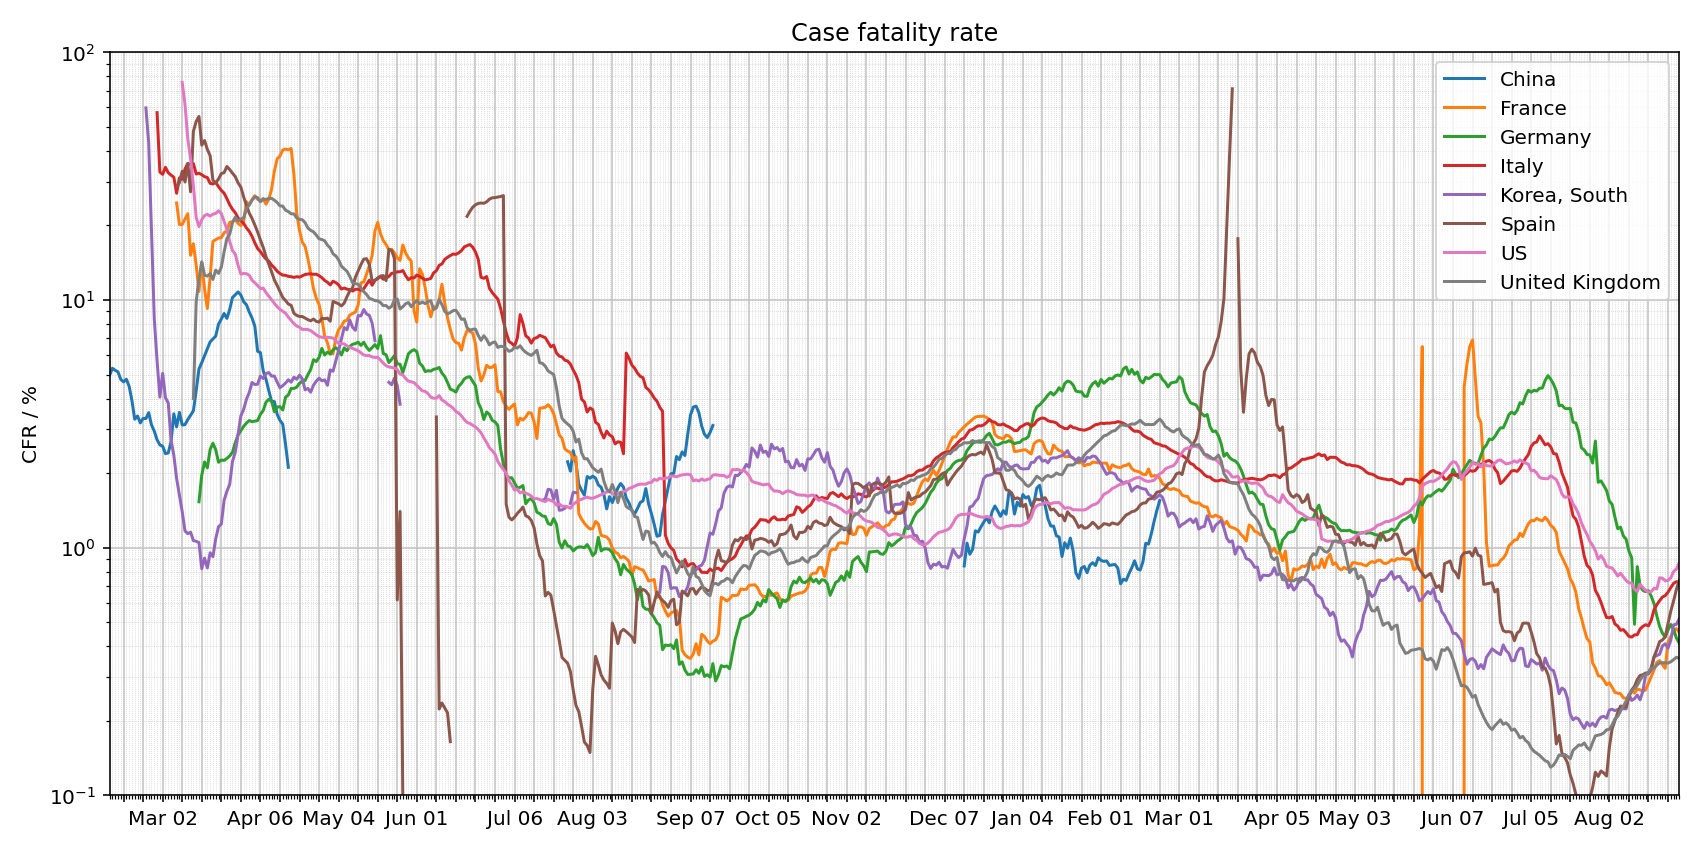 Case fatality rate
CFR / %
10²
10¹
10⁰
10⁻¹
China
France
Germany
Italy
Korea, South
Spain
US
United Kingdom
Mar 02 Apr 06 May 04 Jun 01 Jul 06 Aug 03 Sep 07 Oct 05 Nov 02 Dec 07 Jan 04 Feb 01 Mar 01 Apr 05 May 03 Jun 07 Jul 05 Aug 02